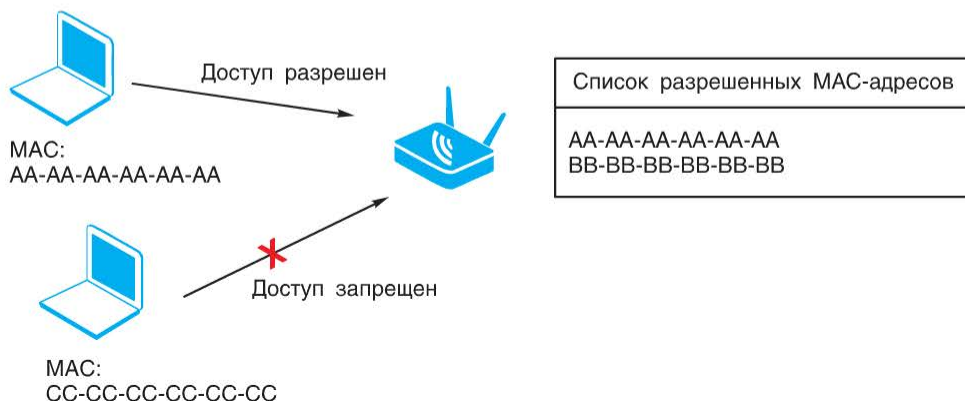 Доступ разрешен
MAC:
AA-AA-AA-AA-AA-AA
Список разрешенных MAC-адресов
AA-AA-AA-AA-AA-AA
BB-BB-BB-BB-BB-BB
Доступ запрещен
MAC:
CC-CC-CC-CC-CC-CC